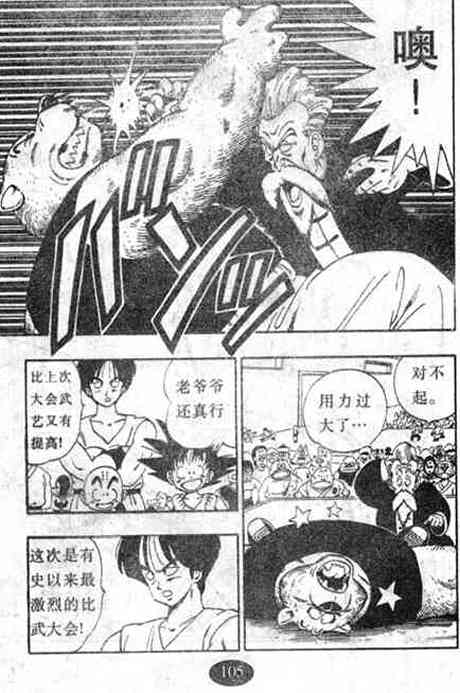 噢!
对不
起。
用力过
大了…
老爷爷
还真行
比上次
大会武
艺又有
提高!
这次是有
史以来最
激烈的比
武大会!
105